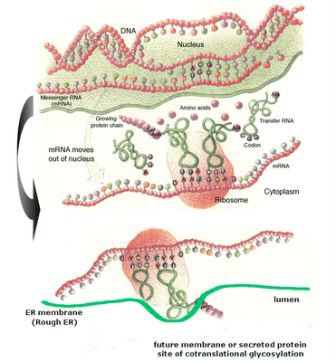 DNA
Nucleus
Messenger RNA
(mRNA)
Amino acids
Growing
protein chain
Transfer RNA
Codon
mRNA moves
out of nucleus
mRNA
Cytoplasm
Ribosome
ER membrane
(Rough ER)
lumen
future membrane or secreted protein
site of cotranslational glycosylation